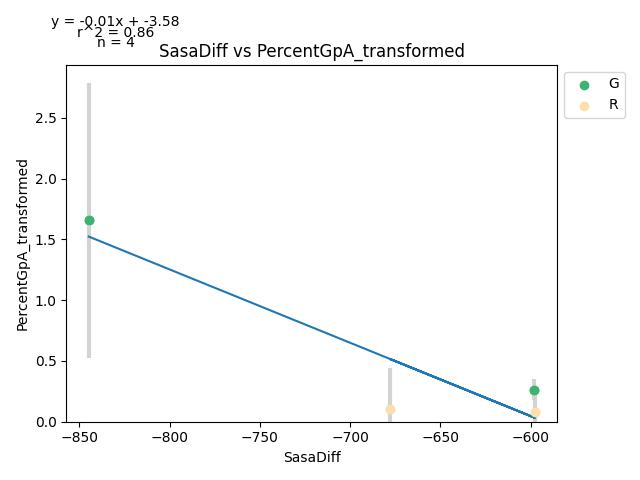 y = -0.01x + -3.58
r^2 = 0.86
n = 4
SasaDiff vs PercentGpA_transformed
G
R
PercentGpA_transformed
2.5
2.0
1.5
1.0
0.5
0.0
−850
−800
−750
−700
−650
−600
SasaDiff